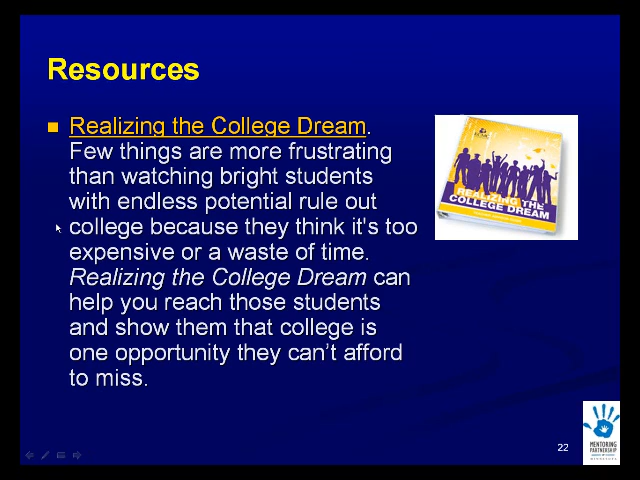 Resources
Realizing the College Dream.
Few things are more frustrating
than watching bright students
with endless potential rule out
college because they think it's too
expensive or a waste of time.
Realizing the College Dream can
help you reach those students
and show them that college is
one opportunity they can’t afford
to miss.
REALIZING THE
COLLEGE DREAM
22
MENTORING
PARTNERSHIP